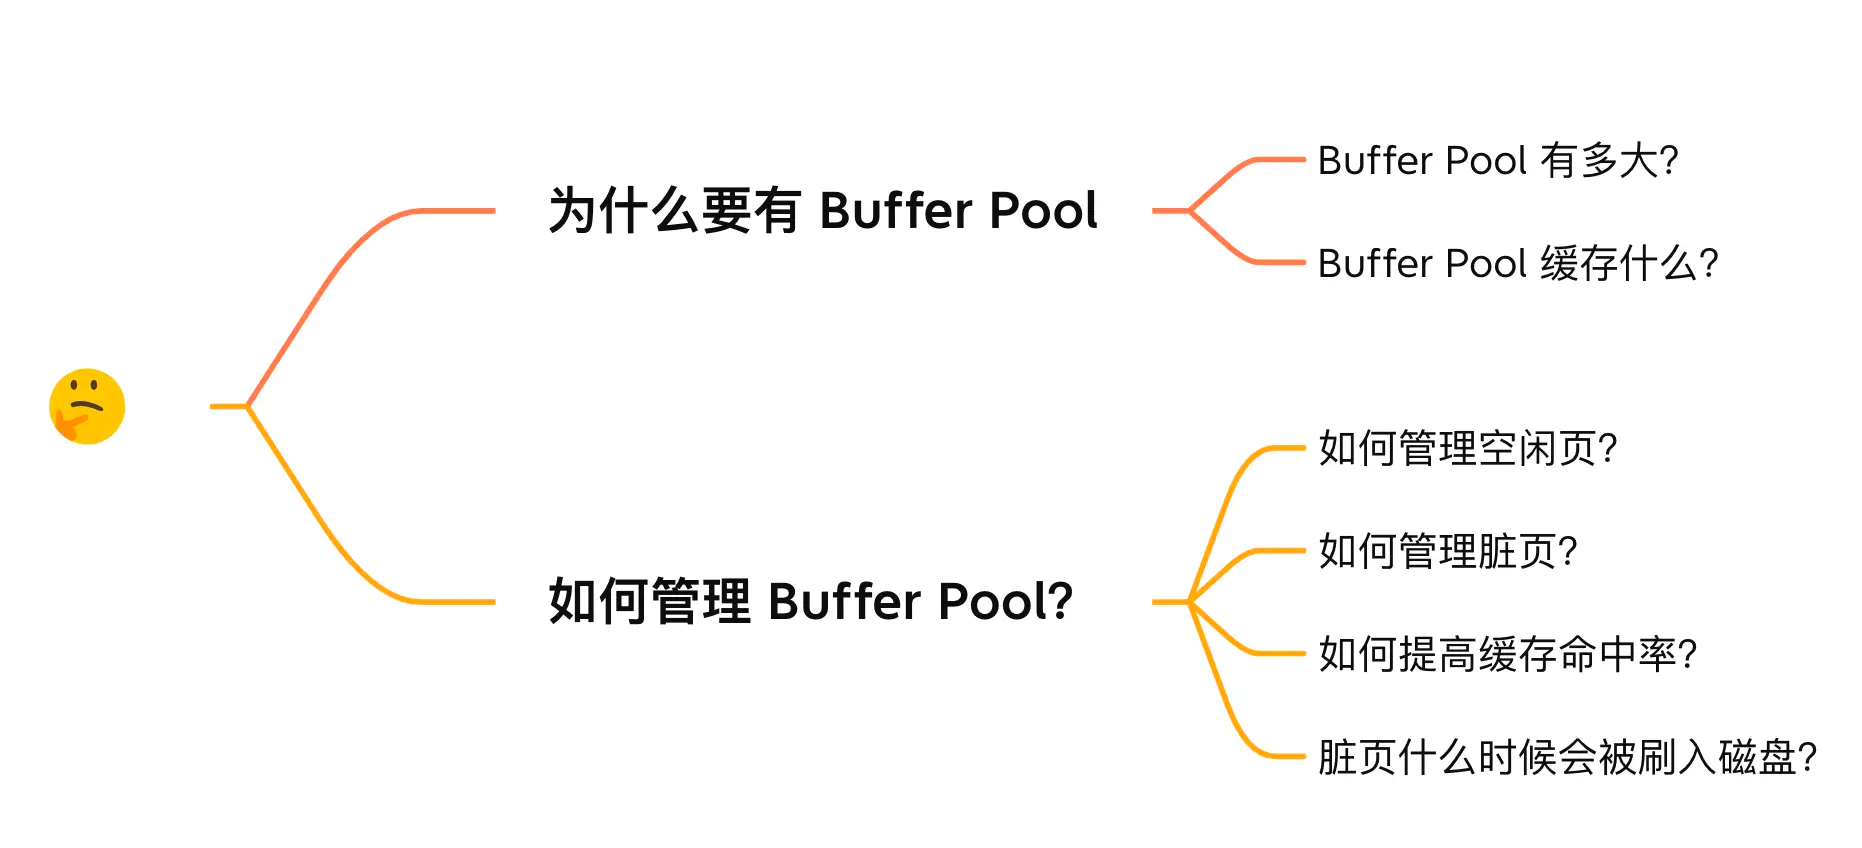 为什么要有 Buffer Pool
Buffer Pool 有多大?
Buffer Pool 缓存什么?
如何管理 Buffer Pool?
如何管理空闲页?
如何管理脏页?
如何提高缓存命中率?
脏页什么时候会被刷入磁盘?